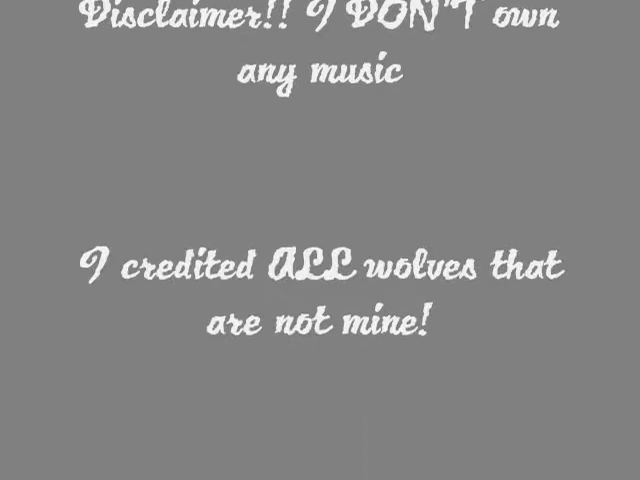 Disclaimer!! I DON'T own
any music
I credited ALL wolves that
are not mine!